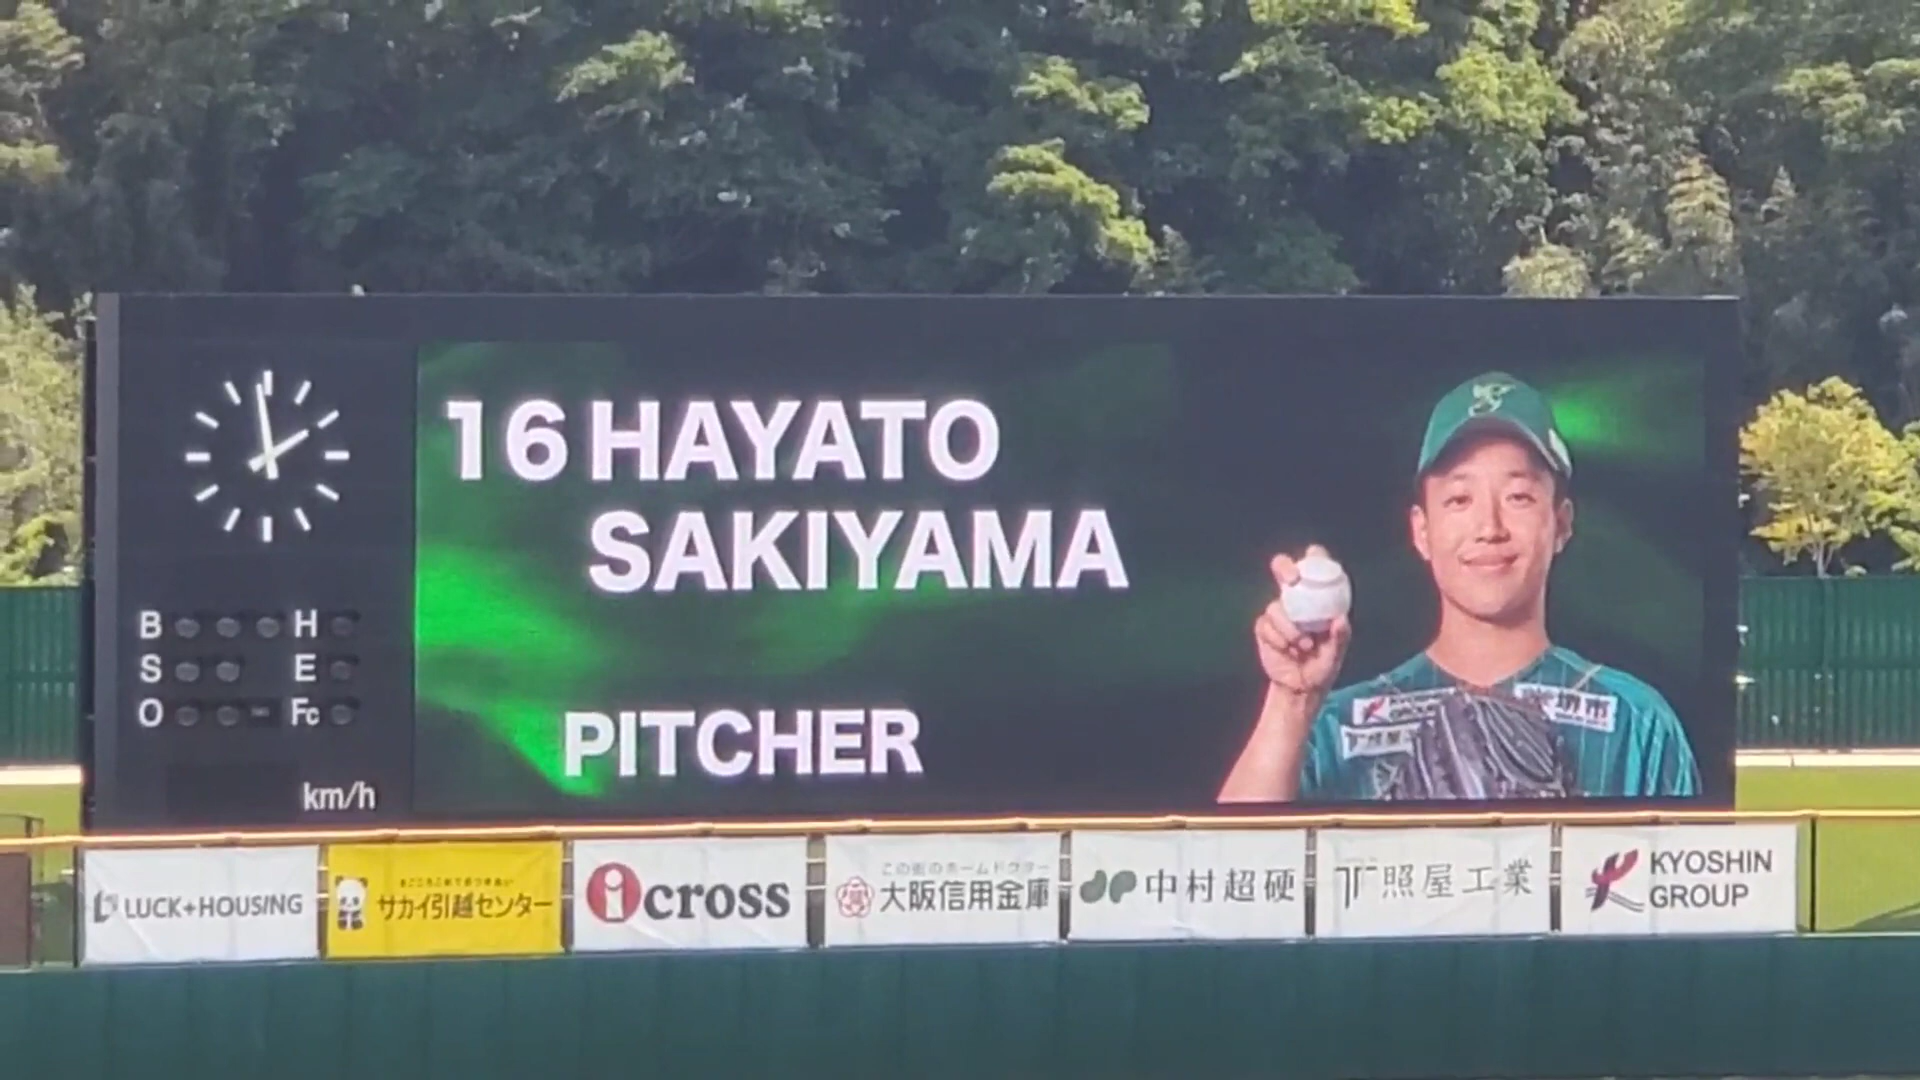 16 HAYATO
SAKIYAMA
PITCHER
B H
S E
O Fc
km/h
LUCK+HOUSING
サカイ引越センター
icross
この街のホームドクター
大阪信用金庫
中村超硬
照屋工業
KYOSHIN
GROUP